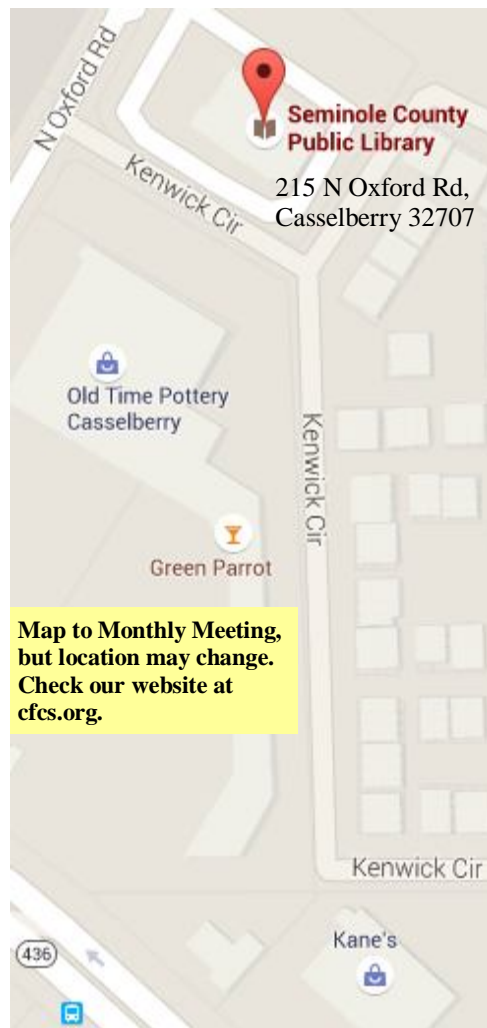 N Oxford Rd
Seminole County
Public Library
215 N Oxford Rd,
Casselberry 32707
Kenwick Cir
Old Time Pottery
Casselberry
Kenwick Cir
Green Parrot
Map to Monthly Meeting,
but location may change.
Check our website at
cfcs.org.
Kenwick Cir
Kane's
436